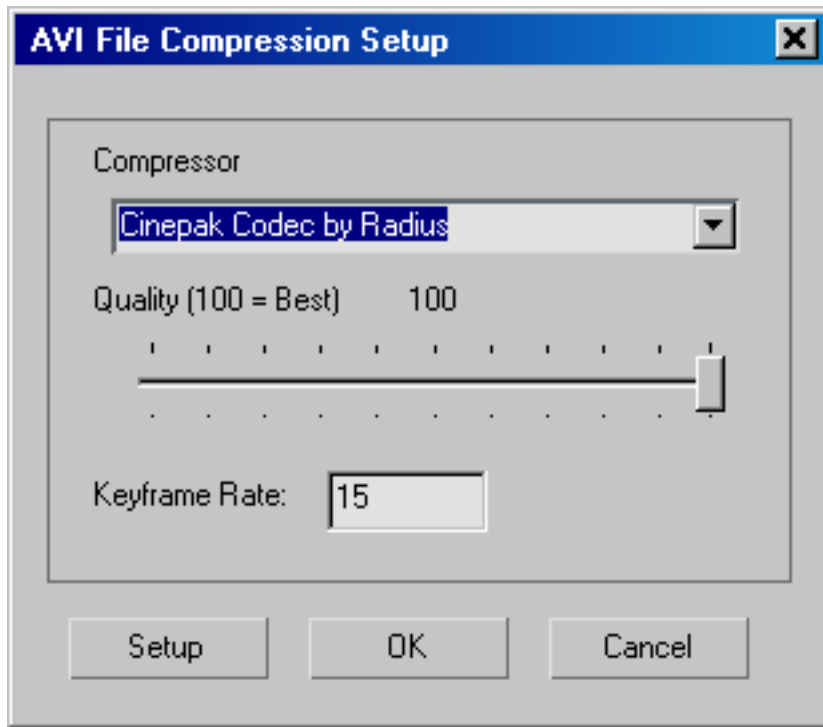 AVI File Compression Setup
Compressor
Cinepak Codec by Radius
Quality (100 = Best) 100
Keyframe Rate: 15
Setup OK Cancel